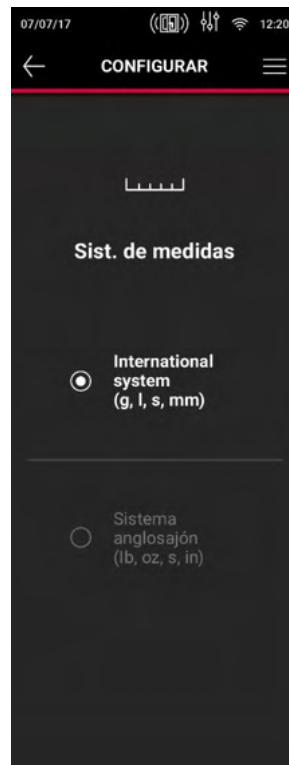 07/07/17
12:20
CONFIGURAR
Sist. de medidas
International
system
(g, l, s, mm)
Sistema
anglosajón
(lb, oz, s, in)